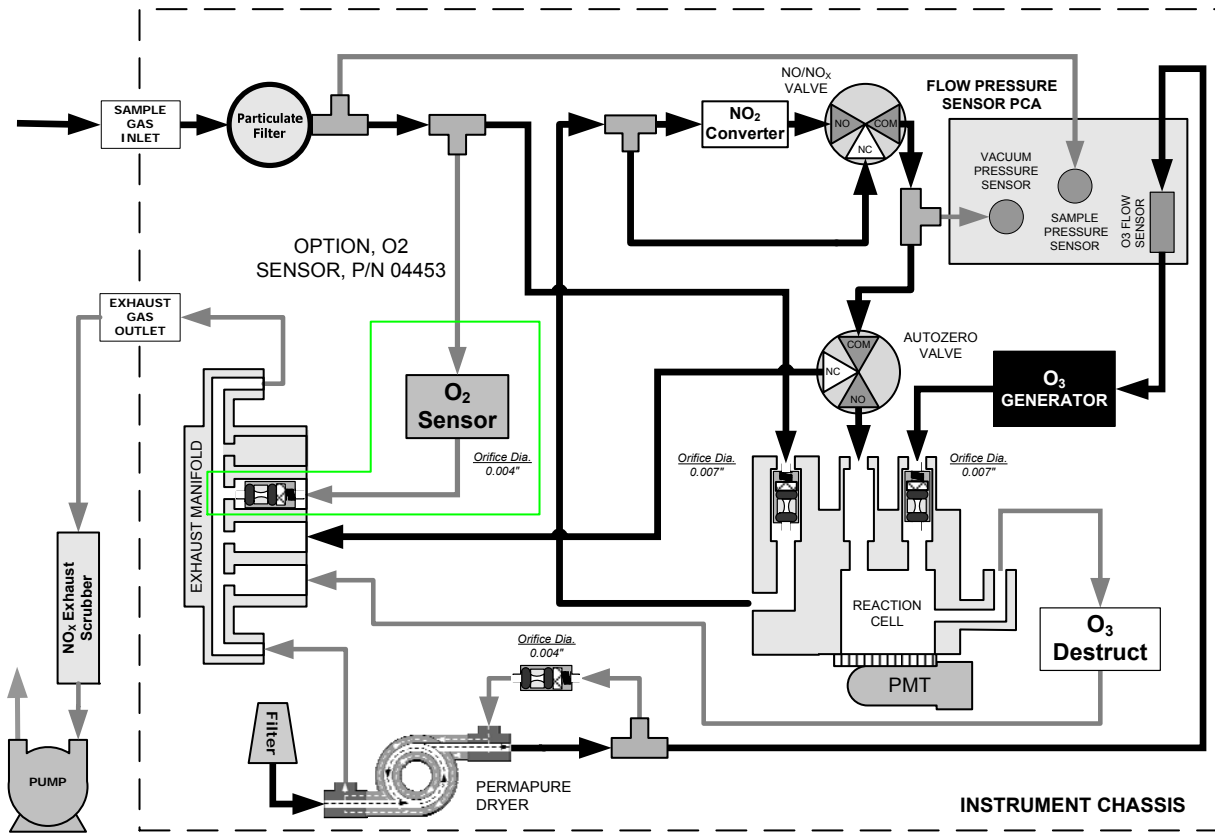 SAMPLE
GAS
INLET
Particulate
Filter
NO2
Converter
NO/NOX
VALVE
NO
COM
NC
FLOW PRESSURE
SENSOR PCA
VACUUM
PRESSURE
SENSOR
SAMPLE
PRESSURE
SENSOR
O3 FLOW
SENSOR
OPTION, O2
SENSOR, P/N 04453
EXHAUST
GAS
OUTLET
O2
Sensor
Orifice Dia.
0.004"
AUTOZERO
VALVE
COM
NC
NO
O3
GENERATOR
Orifice Dia.
0.007"
Orifice Dia.
0.007"
EXHAUST MANIFOLD
NOX Exhaust
Scrubber
REACTION
CELL
PMT
O3
Destruct
Orifice Dia.
0.004"
Filter
PERMAPURE
DRYER
PUMP
INSTRUMENT CHASSIS